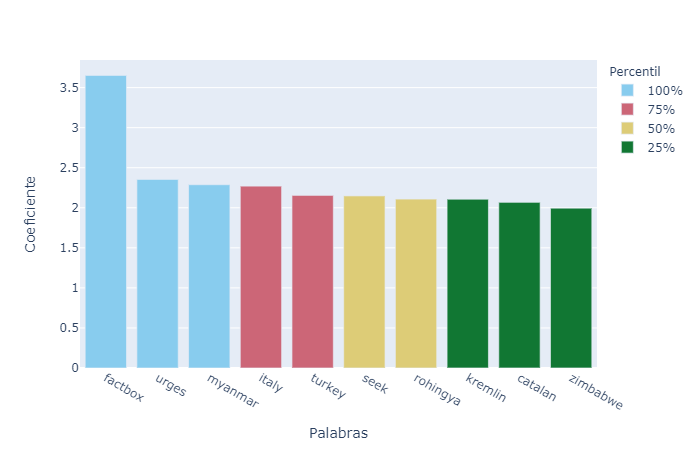 Percentil
100%
75%
50%
25%
Coeficiente
3.5
3
2.5
2
1.5
1
0.5
0
factbox
urges
myanmar
italy
turkey
seek
rohingya
kremlin
catalan
zimbabwe
Palabras